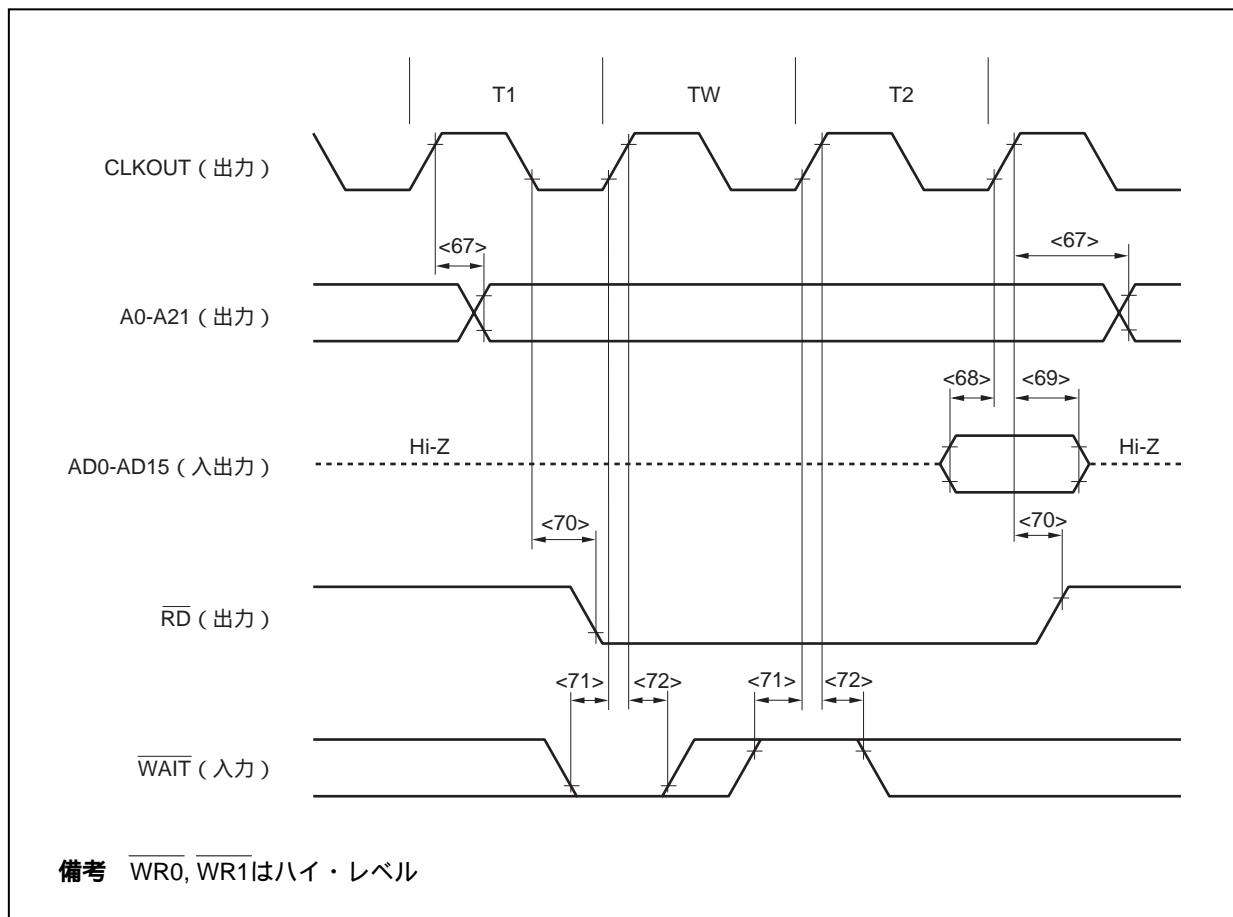 T1 TW T2
CLKOUT（出力）
<67> <67>
A0-A21（出力）
<68> <69>
Hi-Z Hi-Z
AD0-AD15（入出力）
<70> <70>
RD（出力）
<71> <72> <71> <72>
WAIT（入力）
備考 WR0, WR1はハイ・レベル